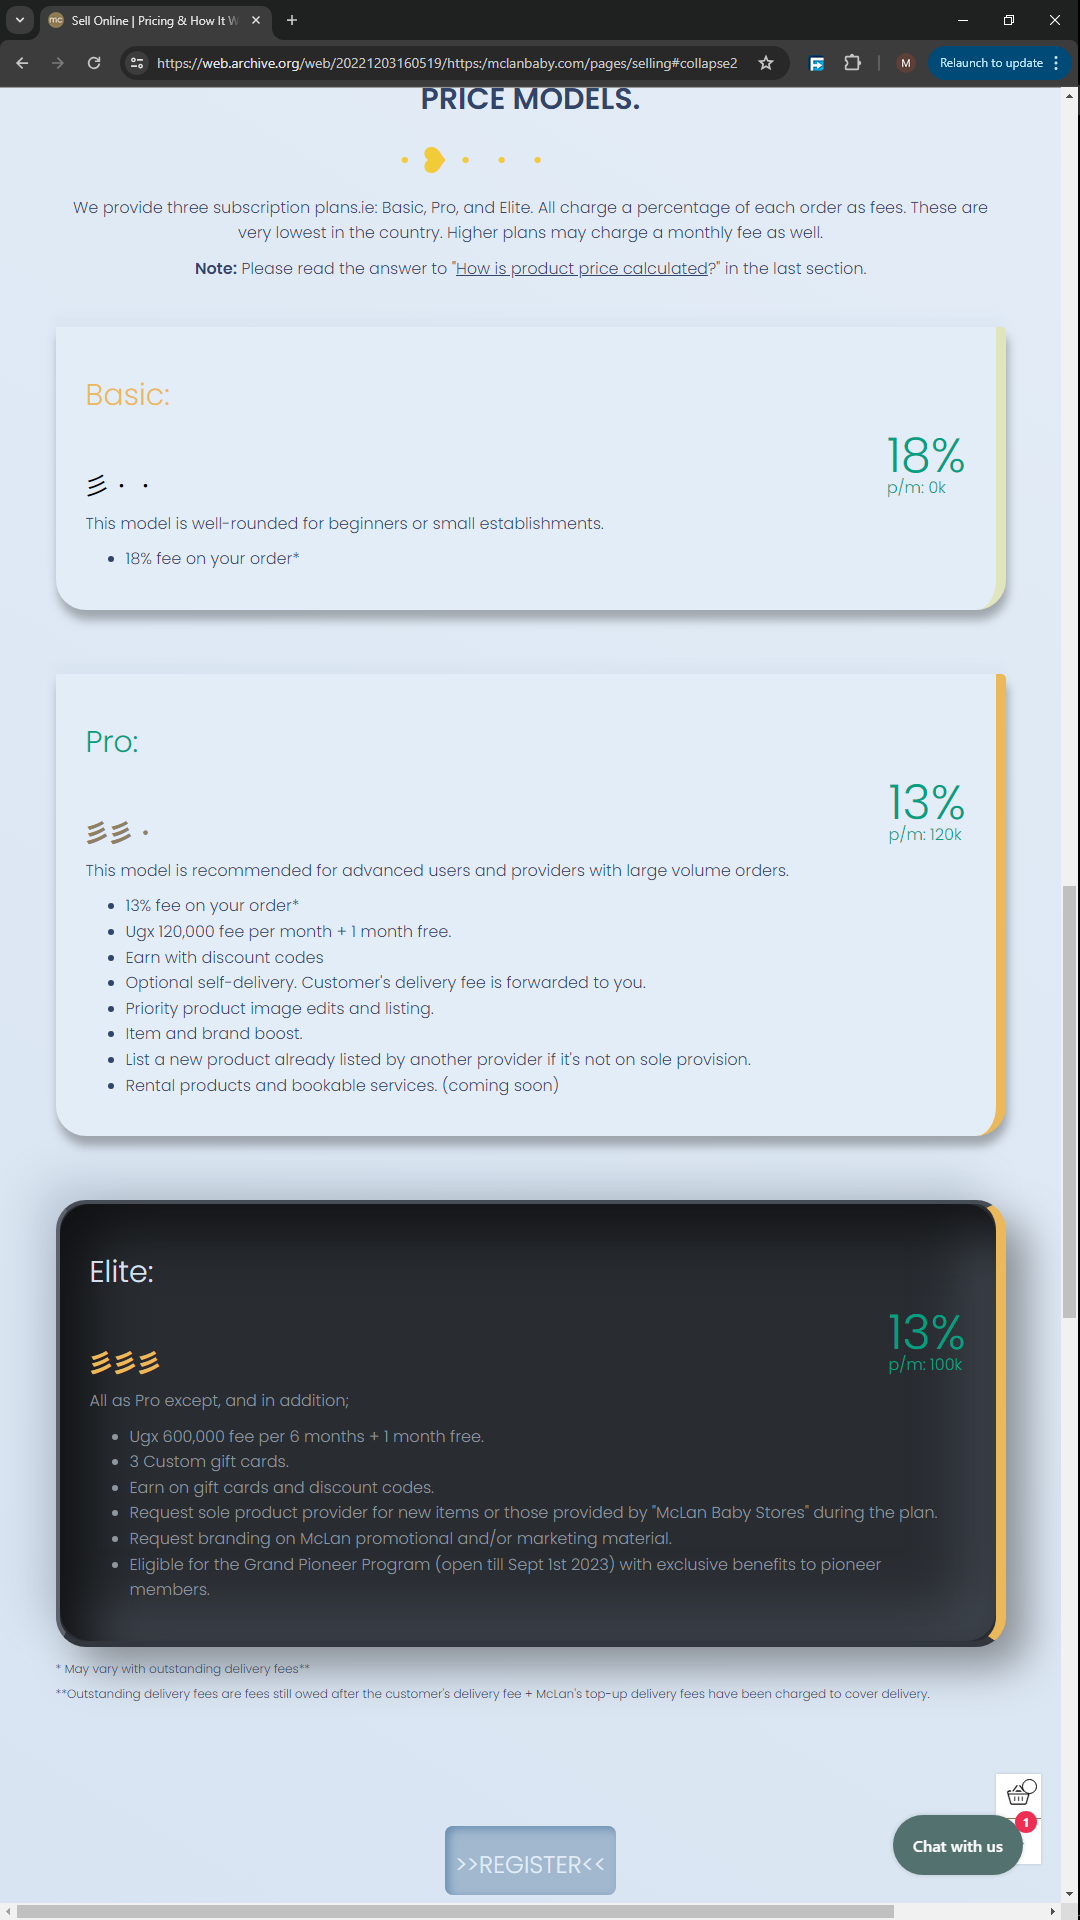 mc
Sell Online | Pricing & How It W
https://web.archive.org/web/20221203160519/https:/mclanbaby.com/pages/selling#collapse2
M
Relaunch to update
PRICE MODELS.
We provide three subscription plans.ie: Basic, Pro, and Elite. All charge a percentage of each order as fees. These are
very lowest in the country. Higher plans may charge a monthly fee as well.
Note: Please read the answer to "How is product price calculated?" in the last section.
Basic:
18%
p/m: 0k
彡 · ·
This model is well-rounded for beginners or small establishments.
• 18% fee on your order*
Pro:
13%
p/m: 120k
彡彡 ·
This model is recommended for advanced users and providers with large volume orders.
• 13% fee on your order*
• Ugx 120,000 fee per month + 1 month free.
• Earn with discount codes
• Optional self-delivery. Customer's delivery fee is forwarded to you.
• Priority product image edits and listing.
• Item and brand boost.
• List a new product already listed by another provider if it's not on sole provision.
• Rental products and bookable services. (coming soon)
Elite:
13%
p/m: 100k
彡彡彡
All as Pro except, and in addition;
• Ugx 600,000 fee per 6 months + 1 month free.
• 3 Custom gift cards.
• Earn on gift cards and discount codes.
• Request sole product provider for new items or those provided by "McLan Baby Stores" during the plan.
• Request branding on McLan promotional and/or marketing material.
• Eligible for the Grand Pioneer Program (open till Sept 1st 2023) with exclusive benefits to pioneer
members.
* May vary with outstanding delivery fees**
**Outstanding delivery fees are fees still owed after the customer's delivery fee + McLan's top-up delivery fees have been charged to cover delivery.
1
Chat with us
>>REGISTER<<